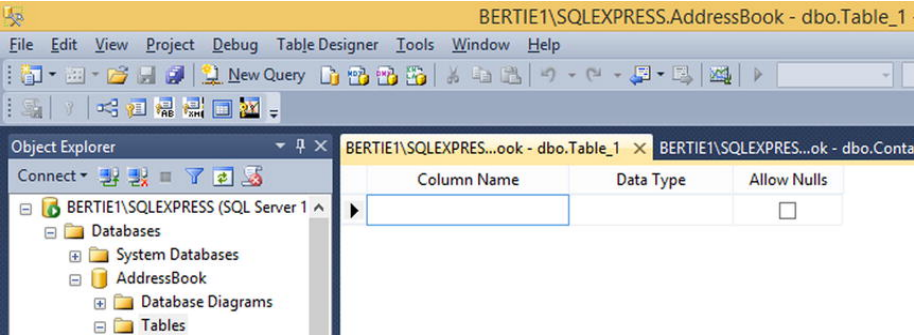 BERTIE1\SQLEXPRESS.AddressBook - dbo.Table_1
File Edit View Project Debug Table Designer Tools Window Help
New Query
Object Explorer
BERTIE1\SQLEXPRES...ook - dbo.Table_1 BERTIE1\SQLEXPRES...ok - dbo.Conta
Connect
Column Name Data Type Allow Nulls
BERTIE1\SQLEXPRESS (SQL Server 1
Databases
System Databases
AddressBook
Database Diagrams
Tables